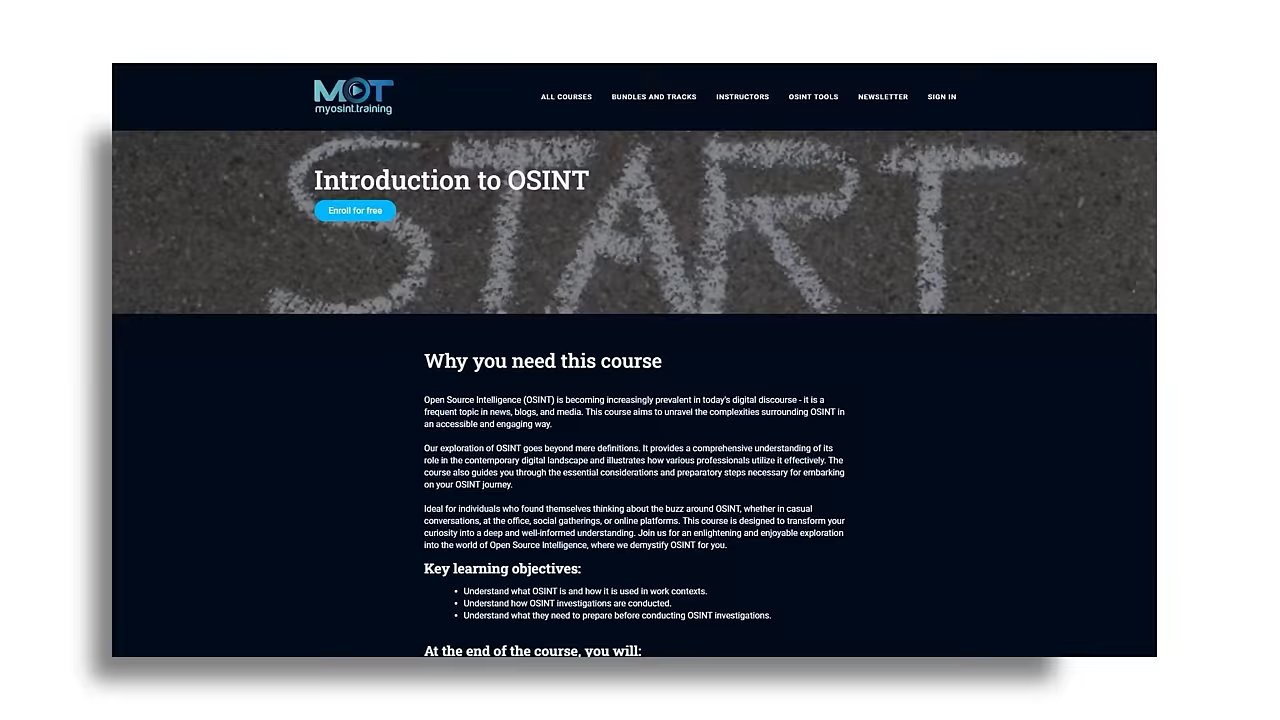 MOT
myosint.training
ALL COURSES BUNDLES AND TRACKS INSTRUCTORS OSINT TOOLS NEWSLETTER SIGN IN
START
Introduction to OSINT
Enroll for free
Why you need this course
Open Source Intelligence (OSINT) is becoming increasingly prevalent in today's digital discourse - it is a
frequent topic in news, blogs, and media. This course aims to unravel the complexities surrounding OSINT in
an accessible and engaging way.
Our exploration of OSINT goes beyond mere definitions. It provides a comprehensive understanding of its
role in the contemporary digital landscape and illustrates how various professionals utilize it effectively. The
course also guides you through the essential considerations and preparatory steps necessary for embarking
on your OSINT journey.
Ideal for individuals who found themselves thinking about the buzz around OSINT, whether in casual
conversations, at the office, social gatherings, or online platforms. This course is designed to transform your
curiosity into a deep and well-informed understanding. Join us for an enlightening and enjoyable exploration
into the world of Open Source Intelligence, where we demystify OSINT for you.
Key learning objectives:
• Understand what OSINT is and how it is used in work contexts.
• Understand how OSINT investigations are conducted.
• Understand what they need to prepare before conducting OSINT investigations.
At the end of the course, you will: